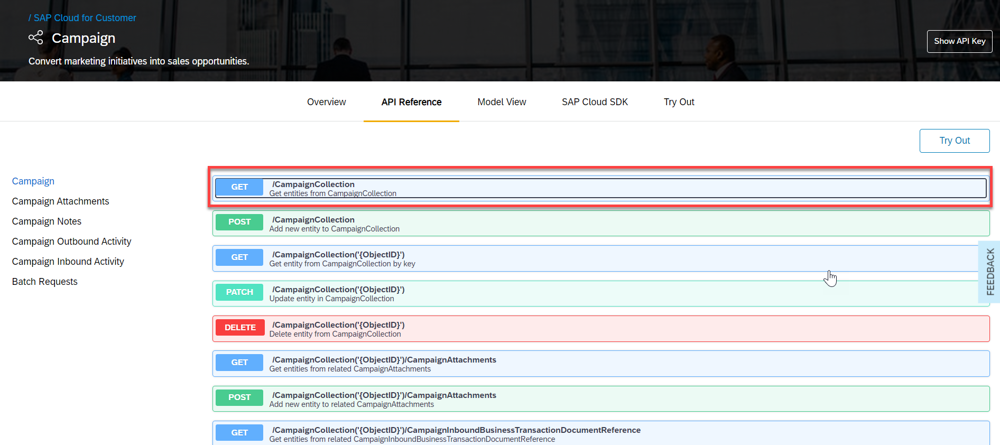 / SAP Cloud for Customer
Campaign
Show API Key
Convert marketing initiatives into sales opportunities.
Overview
API Reference
Model View
SAP Cloud SDK
Try Out
Try Out
Campaign
Campaign Attachments
Campaign Notes
Campaign Outbound Activity
Campaign Inbound Activity
Batch Requests
GET /CampaignCollection
Get entities from CampaignCollection
POST /CampaignCollection
Add new entity to CampaignCollection
GET /CampaignCollection('{ObjectID}')
Get entity from CampaignCollection by key
PATCH /CampaignCollection('{ObjectID}')
Update entity in CampaignCollection
DELETE /CampaignCollection('{ObjectID}')
Delete entity from CampaignCollection
GET /CampaignCollection('{ObjectID}')/CampaignAttachments
Get entities from related CampaignAttachments
POST /CampaignCollection('{ObjectID}')/CampaignAttachments
Add new entity to related CampaignAttachments
GET /CampaignCollection('{ObjectID}')/CampaignInboundBusinessTransactionDocumentReference
Get entities from related CampaignInboundBusinessTransactionDocumentReference
FEEDBACK